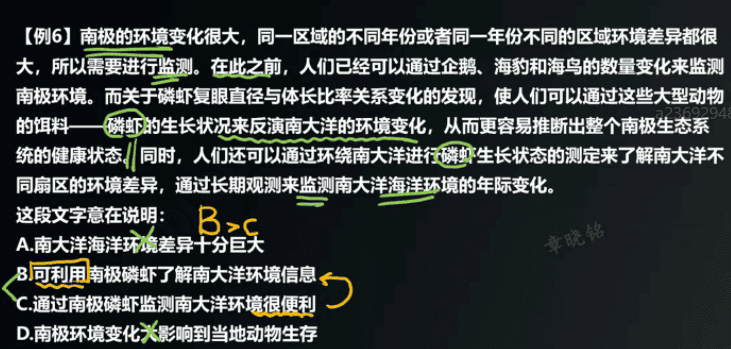 【例6】南极的环境变化很大，同一区域的不同年份或者同一年份不同的区域环境差异都很
大，所以需要进行监测。在此之前，人们已经可以通过企鹅、海豹和海鸟的数量变化来监测
南极环境。而关于磷虾复眼直径与体长比率关系变化的发现，使人们可以通过这些大型动物
的饵料——磷虾的生长状况来反演南大洋的环境变化，从而更容易推断出整个南极生态系
统的健康状态。同时，人们还可以通过环绕南大洋进行磷虾生长状态的测定来了解南大洋不
同扇区的环境差异，通过长期观测来监测南大洋海洋环境的年际变化。
这段文字意在说明：
B>c
A.南大洋海洋环境差异十分巨大
B.可利用南极磷虾了解南大洋环境信息
C.通过南极磷虾监测南大洋环境很便利
D.南极环境变化大影响到当地动物生存
章晓铭
a23692948